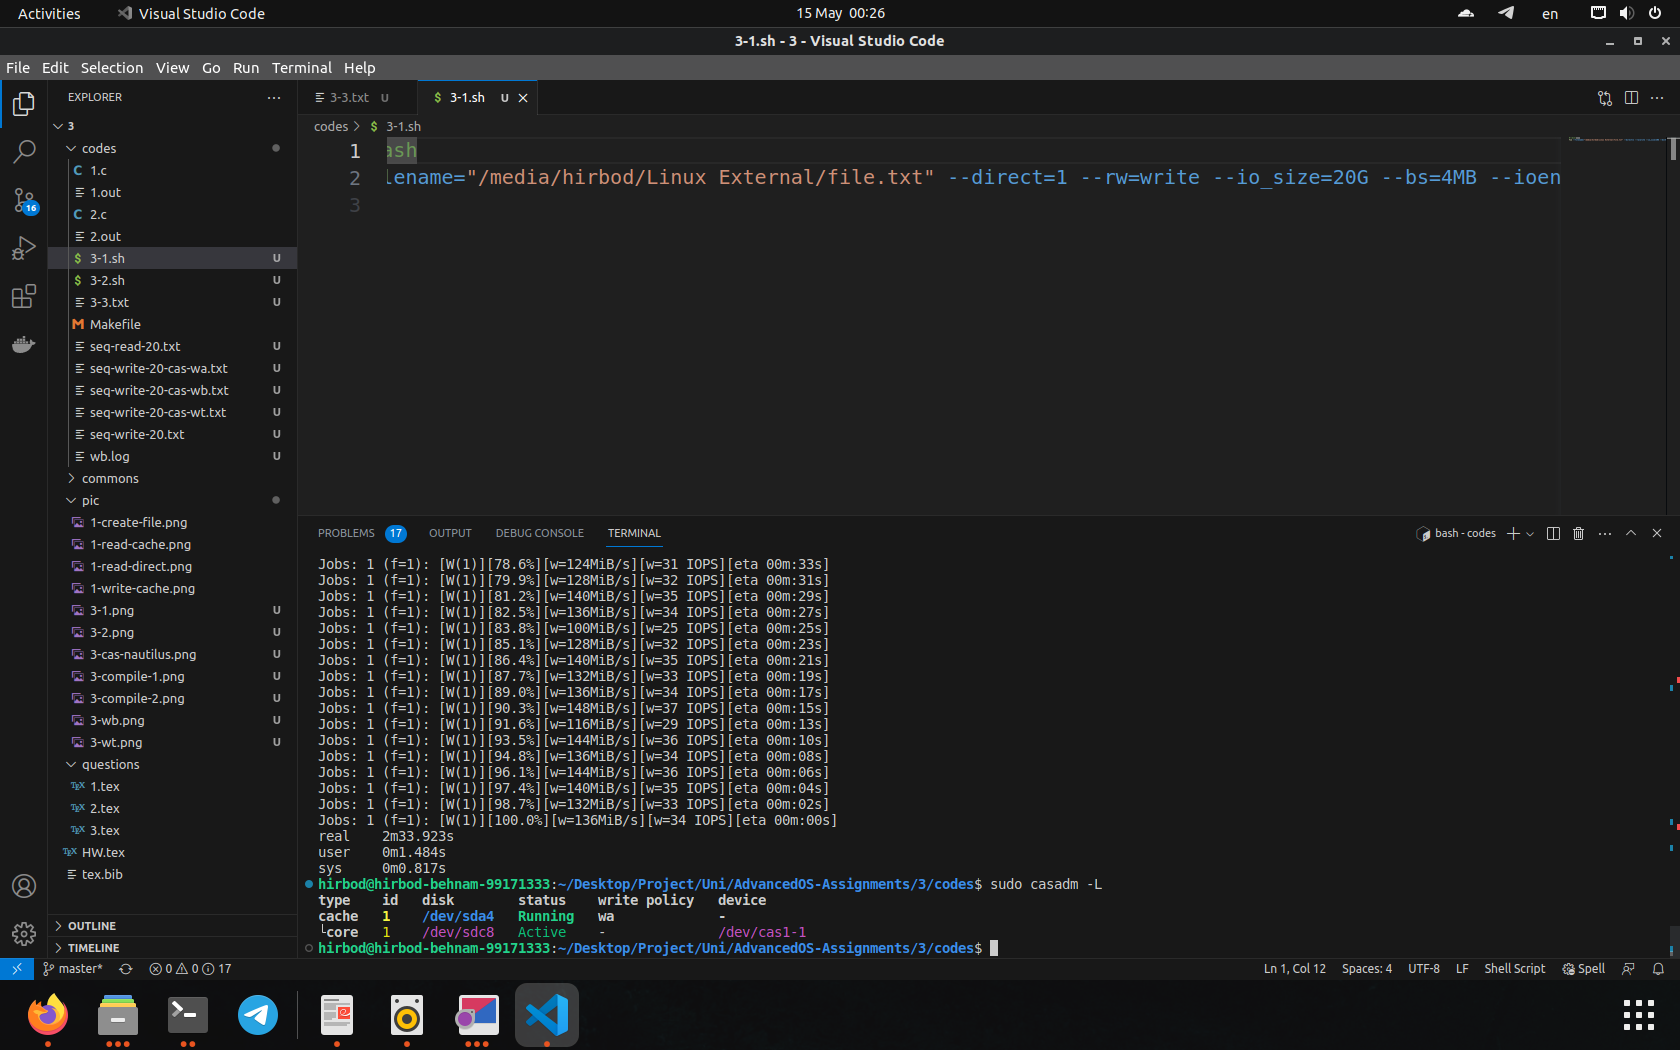 Activities
Visual Studio Code
15 May 00:26
en
3-1.sh - 3 - Visual Studio Code
File Edit Selection View Go Run Terminal Help
EXPLORER
3
codes
C 1.c
1.out
C 2.c
2.out
$ 3-1.sh U
$ 3-2.sh U
3-3.txt U
M Makefile
seq-read-20.txt U
seq-write-20-cas-wa.txt U
seq-write-20-cas-wb.txt U
seq-write-20-cas-wt.txt U
seq-write-20.txt U
wb.log U
commons
pic
1-create-file.png
1-read-cache.png
1-read-direct.png
1-write-cache.png
3-1.png U
3-2.png U
3-cas-nautilus.png U
3-compile-1.png U
3-compile-2.png U
3-wb.png U
3-wt.png U
questions
TEX 1.tex
TEX 2.tex
TEX 3.tex
TEX HW.tex
tex.bib
OUTLINE
TIMELINE
16
3-3.txt U
$ 3-1.sh U
codes > $ 3-1.sh
1 ash
2 lename="/media/hirbod/Linux External/file.txt" --direct=1 --rw=write --io_size=20G --bs=4MB --ioen
3
PROBLEMS 17 OUTPUT DEBUG CONSOLE TERMINAL
bash - codes
Jobs: 1 (f=1): [W(1)][78.6%][w=124MiB/s][w=31 IOPS][eta 00m:33s]
Jobs: 1 (f=1): [W(1)][79.9%][w=128MiB/s][w=32 IOPS][eta 00m:31s]
Jobs: 1 (f=1): [W(1)][81.2%][w=140MiB/s][w=35 IOPS][eta 00m:29s]
Jobs: 1 (f=1): [W(1)][82.5%][w=136MiB/s][w=34 IOPS][eta 00m:27s]
Jobs: 1 (f=1): [W(1)][83.8%][w=100MiB/s][w=25 IOPS][eta 00m:25s]
Jobs: 1 (f=1): [W(1)][85.1%][w=128MiB/s][w=32 IOPS][eta 00m:23s]
Jobs: 1 (f=1): [W(1)][86.4%][w=140MiB/s][w=35 IOPS][eta 00m:21s]
Jobs: 1 (f=1): [W(1)][87.7%][w=132MiB/s][w=33 IOPS][eta 00m:19s]
Jobs: 1 (f=1): [W(1)][89.0%][w=136MiB/s][w=34 IOPS][eta 00m:17s]
Jobs: 1 (f=1): [W(1)][90.3%][w=148MiB/s][w=37 IOPS][eta 00m:15s]
Jobs: 1 (f=1): [W(1)][91.6%][w=116MiB/s][w=29 IOPS][eta 00m:13s]
Jobs: 1 (f=1): [W(1)][93.5%][w=144MiB/s][w=36 IOPS][eta 00m:10s]
Jobs: 1 (f=1): [W(1)][94.8%][w=136MiB/s][w=34 IOPS][eta 00m:08s]
Jobs: 1 (f=1): [W(1)][96.1%][w=144MiB/s][w=36 IOPS][eta 00m:06s]
Jobs: 1 (f=1): [W(1)][97.4%][w=140MiB/s][w=35 IOPS][eta 00m:04s]
Jobs: 1 (f=1): [W(1)][98.7%][w=132MiB/s][w=33 IOPS][eta 00m:02s]
Jobs: 1 (f=1): [W(1)][100.0%][w=136MiB/s][w=34 IOPS][eta 00m:00s]
real 2m33.923s
user 0m1.484s
sys 0m0.817s
hirbod@hirbod-behnam-99171333:~/Desktop/Project/Uni/AdvancedOS-Assignments/3/codes$ sudo casadm -L
type id disk status write policy device
cache 1 /dev/sda4 Running wa -
└core 1 /dev/sdc8 Active - /dev/cas1-1
hirbod@hirbod-behnam-99171333:~/Desktop/Project/Uni/AdvancedOS-Assignments/3/codes$
master* 0 0 17
Ln 1, Col 12 Spaces: 4 UTF-8 LF Shell Script Spell